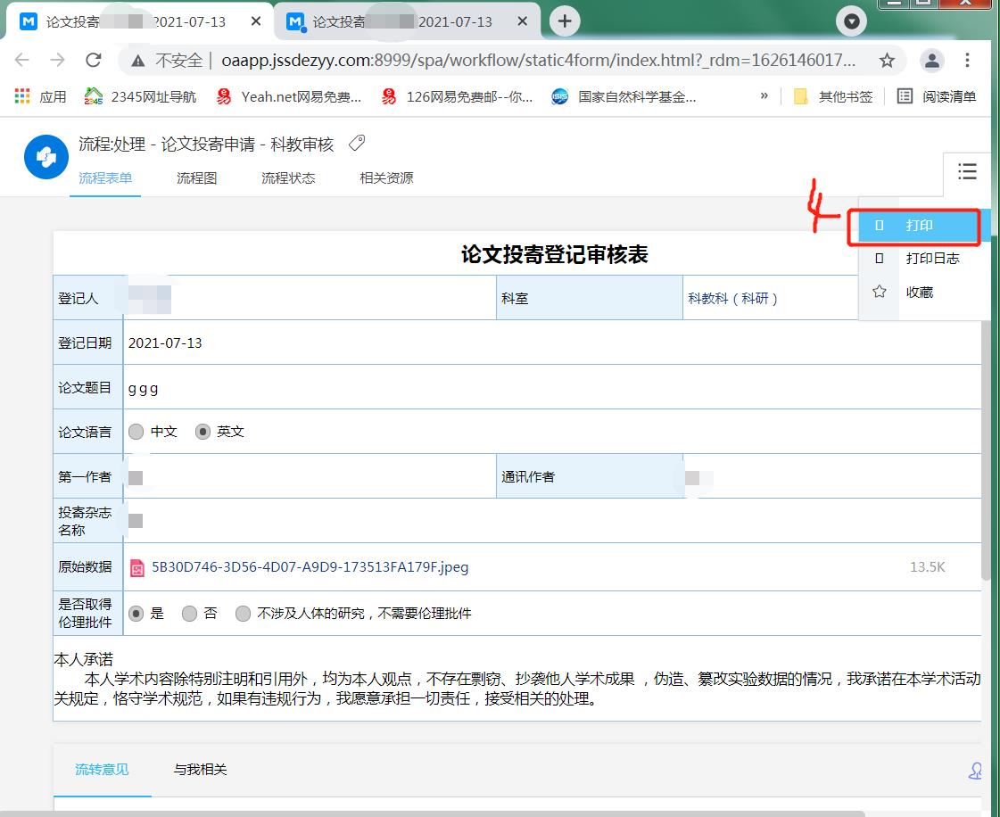 论文投寄 2021-07-13
论文投寄 2021-07-13
不安全 | oaapp.jssdezyy.com:8999/spa/workflow/static4form/index.html?_rdm=1626146017...
应用 2345网址导航 Yeah.net网易免费... 126网易免费邮--你... 国家自然科学基金... » 其他书签 阅读清单
流程:处理 - 论文投寄申请 - 科教审核
流程表单 流程图 流程状态 相关资源
4
打印
打印日志
收藏
论文投寄登记审核表
登记人 科室 科教科（科研）
登记日期 2021-07-13
论文题目 ggg
论文语言 中文 英文
第一作者 通讯作者
投寄杂志
名称
原始数据 5B30D746-3D56-4D07-A9D9-173513FA179F.jpeg 13.5K
是否取得
伦理批件 是 否 不涉及人体的研究，不需要伦理批件
本人承诺
本人学术内容除特别注明和引用外，均为本人观点，不存在剽窃、抄袭他人学术成果 ，伪造、篡改实验数据的情况，我承诺在本学术活动
关规定，恪守学术规范，如果有违规行为，我愿意承担一切责任，接受相关的处理。
流转意见 与我相关